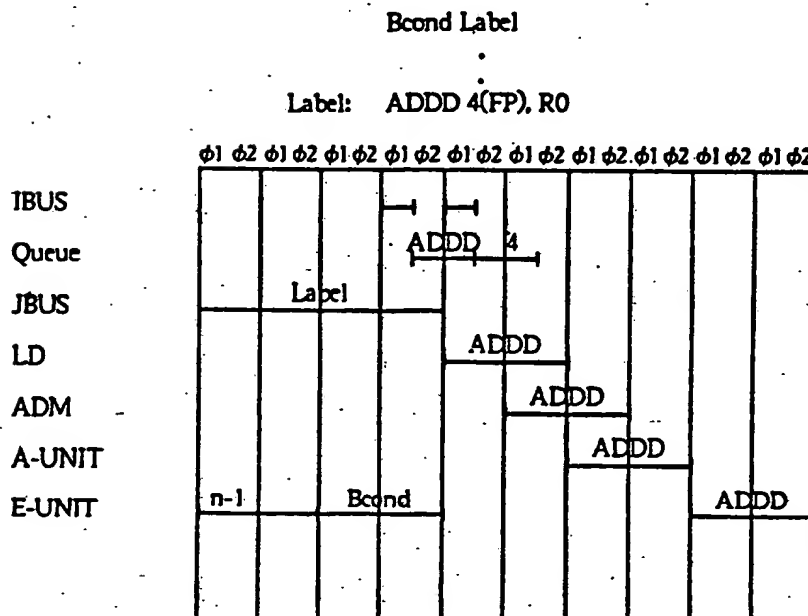 Bcond Label
Label: ADDD 4(FP), R0
ϕ1 ϕ2 ϕ1 ϕ2 ϕ1 ϕ2 ϕ1 ϕ2 ϕ1 ϕ2 ϕ1 ϕ2 ϕ1 ϕ2 ϕ1 ϕ2 ϕ1 ϕ2 ϕ1 ϕ2
IBUS
Queue ADDD 4
JBUS Label
LD ADDD
ADM ADDD
A-UNIT ADDD
E-UNIT n-1 Bcond ADDD